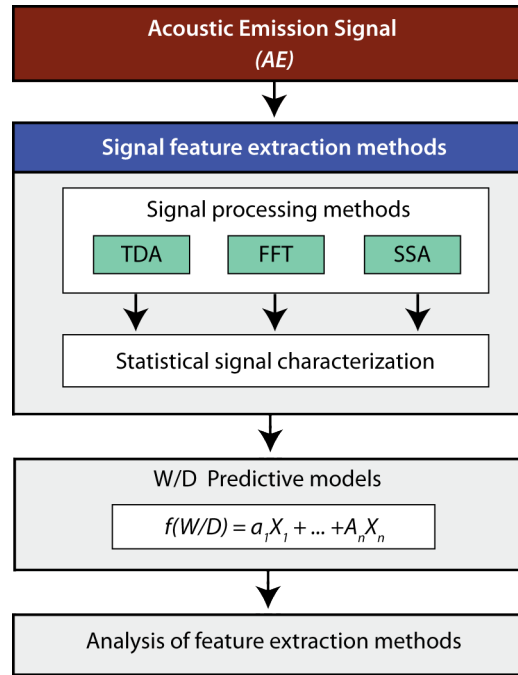 Acoustic Emission Signal
(AE)
Signal feature extraction methods
Signal processing methods
TDA FFT SSA
Statistical signal characterization
W/D Predictive models
f(W/D) = a₁X₁ + ... +AₙXₙ
Analysis of feature extraction methods